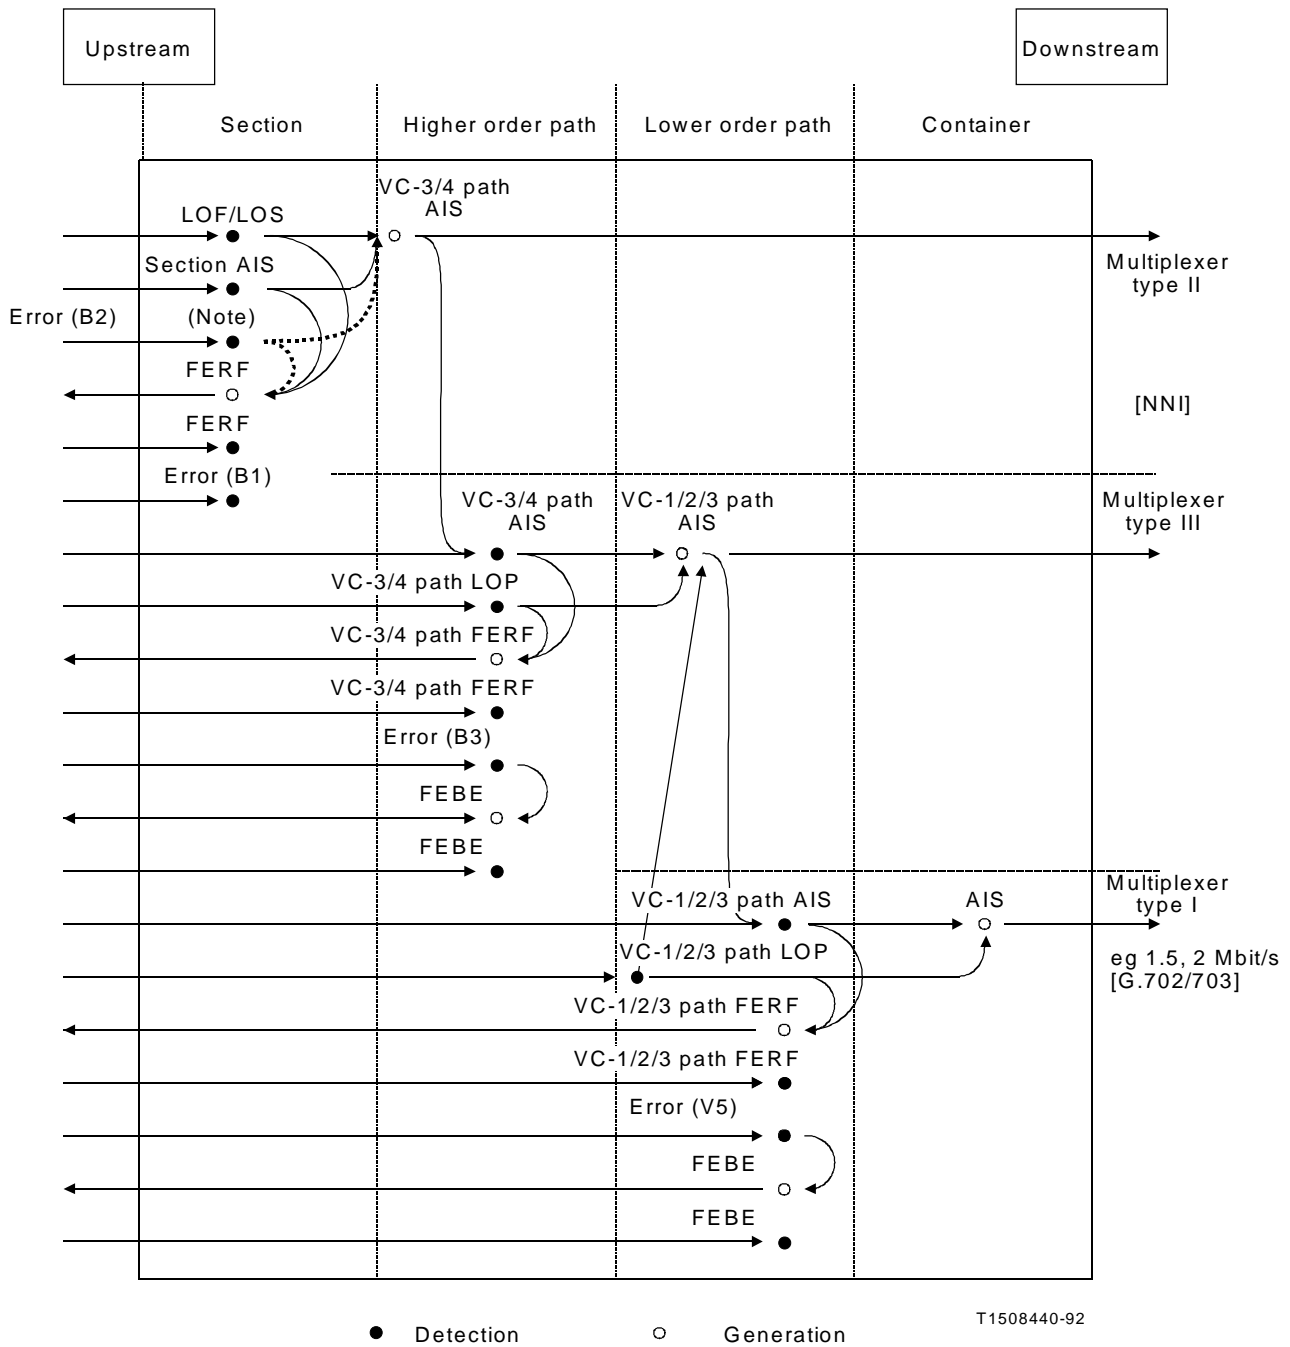 Upstream
Downstream
Section
Higher order path
Lower order path
Container
VC-3/4 path
AIS
LOF/LOS
Section AIS
Multiplexer
type II
Error (B2)
(Note)
FERF
[NNI]
FERF
Error (B1)
VC-3/4 path
AIS
VC-1/2/3 path
AIS
Multiplexer
type III
VC-3/4 path LOP
VC-3/4 path FERF
VC-3/4 path FERF
Error (B3)
FEBE
FEBE
Multiplexer
type I
VC-1/2/3 path AIS
AIS
VC-1/2/3 path LOP
eg 1.5, 2 Mbit/s
[G.702/703]
VC-1/2/3 path FERF
VC-1/2/3 path FERF
Error (V5)
FEBE
FEBE
T1508440-92
Detection
Generation